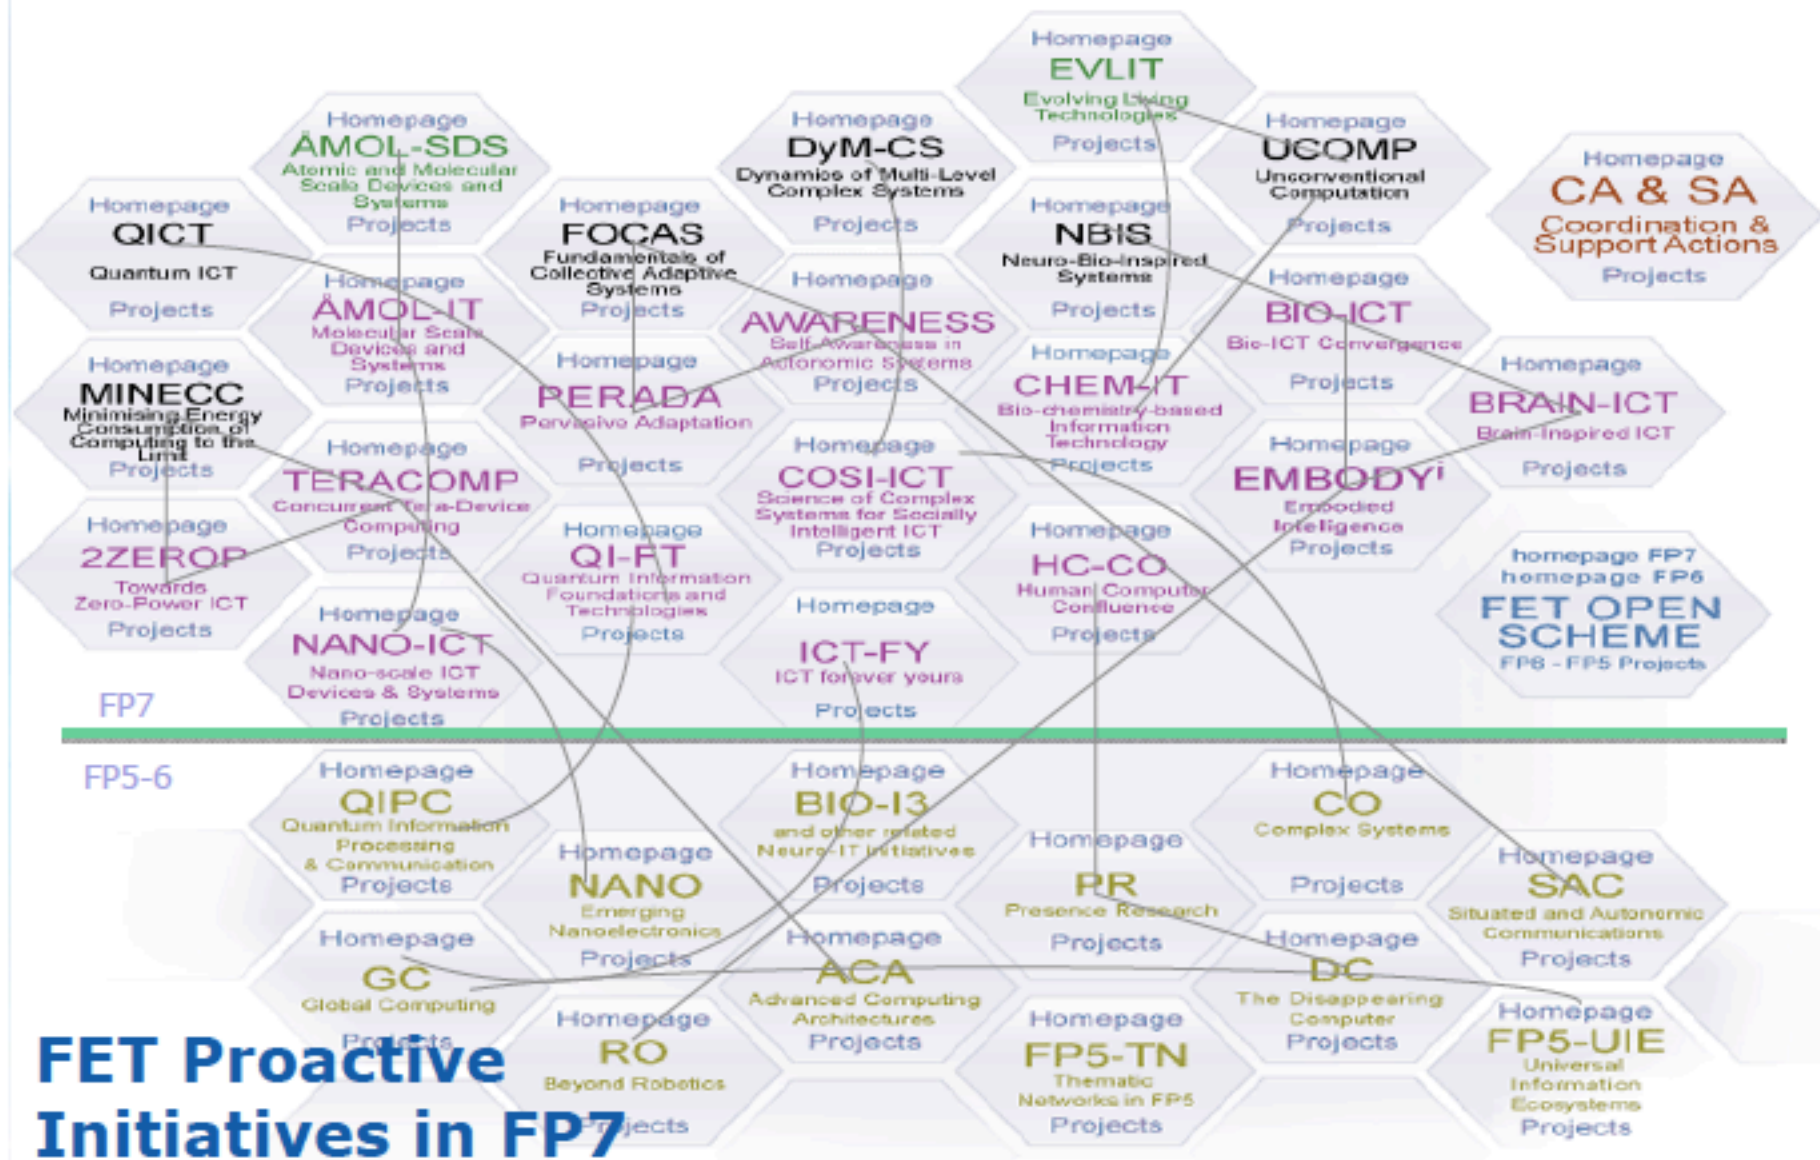 Homepage
EVLIT
Evolving Living
Technologies
Projects
Homepage
ÅMOL-SDS
Atomic and Molecular
Scale Devices and
Systems
Projects
Homepage
DyM-CS
Dynamics of Multi-Level
Complex Systems
Projects
Homepage
UCOMP
Unconventional
Computation
Projects
Homepage
CA & SA
Coordination &
Support Actions
Projects
Homepage
QICT
Quantum ICT
Projects
Homepage
FOCAS
Fundamentals of
Collective Adaptive
Systems
Projects
Homepage
NBIS
Neuro-Bio-Inspired
Systems
Projects
Homepage
ÅMOL-IT
Molecular Scale
Devices and
Systems
Projects
Homepage
AWARENESS
Self-Awareness in
Autonomic Systems
Projects
Homepage
BIO-ICT
Bio-ICT Convergence
Projects
Homepage
MINECC
Minimising Energy
Consumption of
Computing to the
Limit
Projects
Homepage
PERADA
Pervasive Adaptation
Projects
Homepage
CHEM-IT
Bio-chemistry-based
Information
Technology
Projects
Homepage
BRAIN-ICT
Brain-Inspired ICT
Projects
Homepage
TERACOMP
Concurrent Tera-Device
Computing
Projects
Homepage
COSI-ICT
Science of Complex
Systems for Socially
Intelligent ICT
Projects
Homepage
EMBODYi
Embodied
Intelligence
Projects
Homepage
2ZEROP
Towards
Zero-Power ICT
Projects
Homepage
QI-FT
Quantum Information
Foundations and
Technologies
Projects
Homepage
HC-CO
Human Computer
Confluence
Projects
homepage FP7
homepage FP6
FET OPEN
SCHEME
FP6 - FP5 Projects
Homepage
NANO-ICT
Nano-scale ICT
Devices & Systems
Projects
Homepage
ICT-FY
ICT forever yours
Projects
FP7
FP5-6
Homepage
QIPC
Quantum Information
Processing
& Communication
Projects
Homepage
BIO-I3
and other related
Neuro-IT initiatives
Projects
Homepage
CO
Complex Systems
Projects
Homepage
NANO
Emerging
Nanoelectronics
Projects
Homepage
PR
Presence Research
Projects
Homepage
SAC
Situated and Autonomic
Communications
Projects
Homepage
GC
Global Computing
Projects
Homepage
ACA
Advanced Computing
Architectures
Projects
Homepage
DC
The Disappearing
Computer
Projects
Homepage
RO
Beyond Robotics
Projects
Homepage
FP5-TN
Thematic
Networks in FP5
Projects
Homepage
FP5-UIE
Universal
Information
Ecosystems
Projects
FET Proactive
Initiatives in FP7